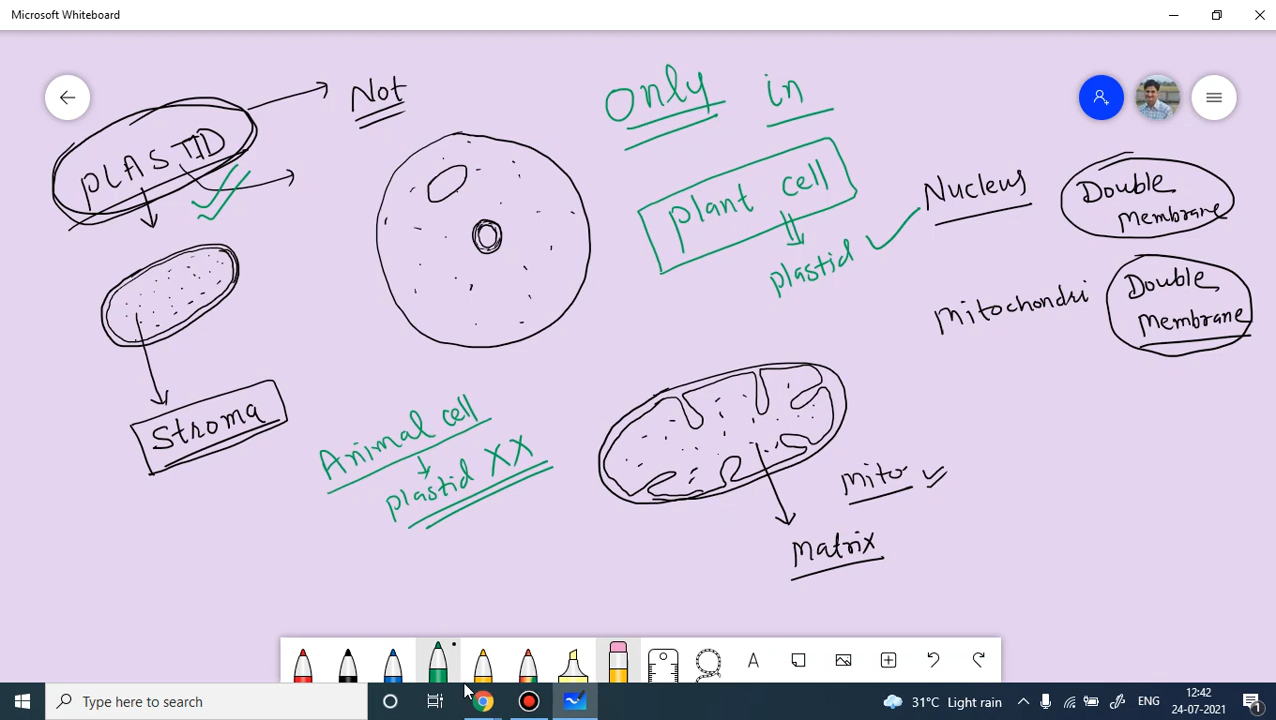 Microsoft Whiteboard
PLASTID
Not
Only in
Plant cell
plastid
Nucleus
Double
Membrane
Mitochondri
Double
Membrane
Stroma
Animal cell
plastid XX
Mito
Matrix
A
Type here to search
31°C Light rain
ENG
12:42
24-07-2021
1